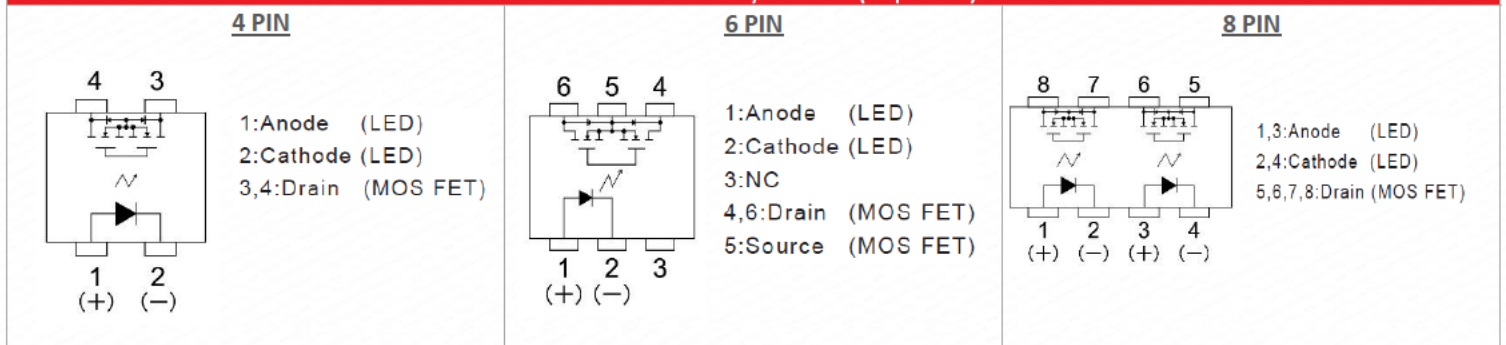 4 PIN
4 3
1:Anode (LED)
2:Cathode (LED)
3,4:Drain (MOS FET)
1 2
(+) (−)
6 PIN
6 5 4
1:Anode (LED)
2:Cathode (LED)
3:NC
4,6:Drain (MOS FET)
5:Source (MOS FET)
1 2 3
(+) (−)
8 PIN
8 7 6 5
1,3:Anode (LED)
2,4:Cathode (LED)
5,6,7,8:Drain (MOS FET)
1 2 3 4
(+) (−) (+) (−)